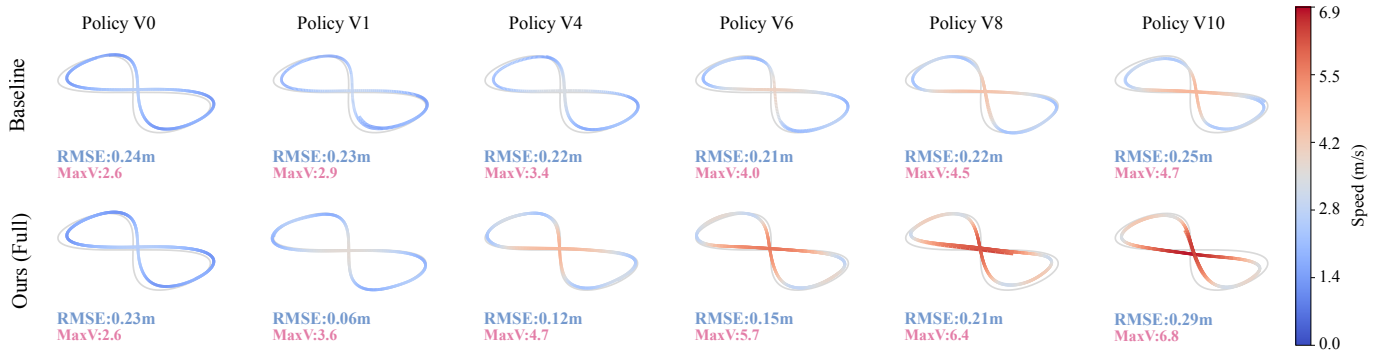 Policy V0
Policy V1
Policy V4
Policy V6
Policy V8
Policy V10
Baseline
RMSE:0.24m
MaxV:2.6
RMSE:0.23m
MaxV:2.9
RMSE:0.22m
MaxV:3.4
RMSE:0.21m
MaxV:4.0
RMSE:0.22m
MaxV:4.5
RMSE:0.25m
MaxV:4.7
Ours (Full)
RMSE:0.23m
MaxV:2.6
RMSE:0.06m
MaxV:3.6
RMSE:0.12m
MaxV:4.7
RMSE:0.15m
MaxV:5.7
RMSE:0.21m
MaxV:6.4
RMSE:0.29m
MaxV:6.8
6.9
5.5
4.2
2.8
1.4
0.0
Speed (m/s)